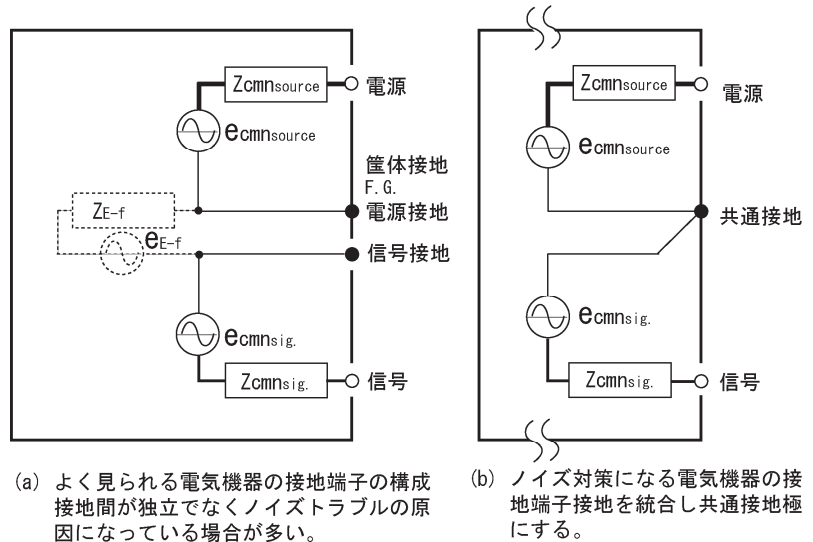 Zcmnsource
電源
ecmnsource
筐体接地
F.G.
電源接地
ZE-f
eE-f
信号接地
ecmnsig.
Zcmnsig.
信号
(a) よく見られる電気機器の接地端子の構成
接地間が独立でなくノイズトラブルの原
因になっている場合が多い。
Zcmnsource
電源
ecmnsource
共通接地
ecmnsig.
Zcmnsig.
信号
(b) ノイズ対策になる電気機器の接
地端子接地を統合し共通接地極
にする。